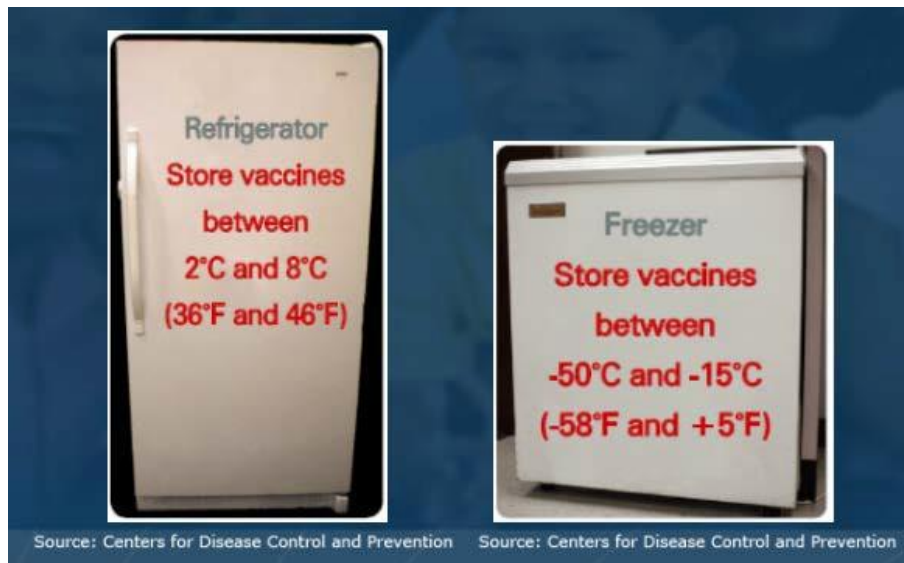 Refrigerator
Store vaccines
between
2°C and 8°C
(36°F and 46°F)
Freezer
Store vaccines
between
-50°C and -15°C
(-58°F and +5°F)
Source: Centers for Disease Control and Prevention
Source: Centers for Disease Control and Prevention